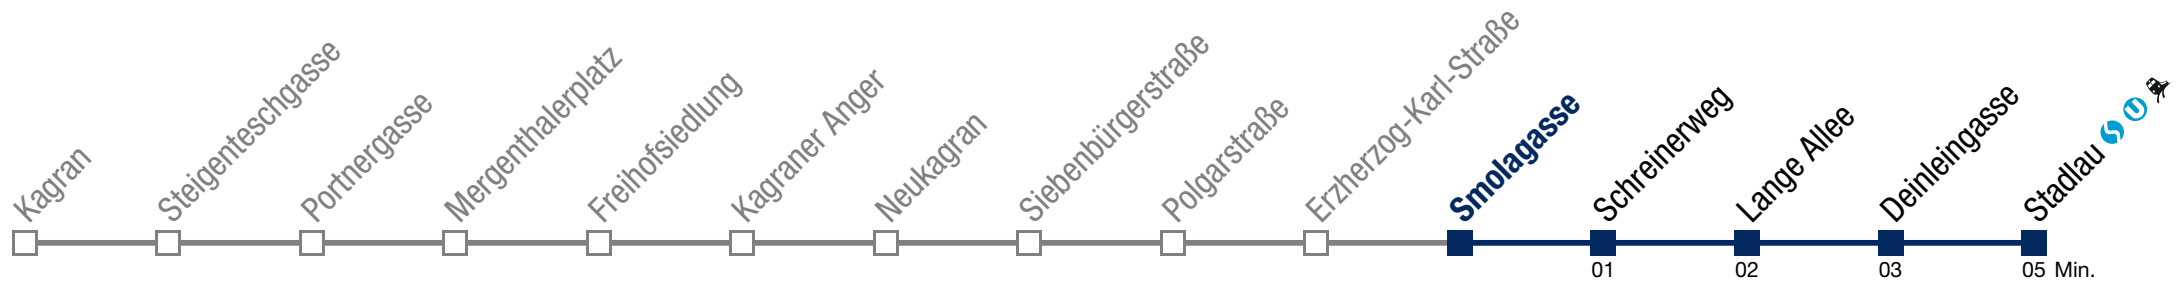 Kagran
Steigenteschgasse
Portnergasse
Mergenthalerplatz
Freihofsiedlung
Kagraner Anger
Neukagran
Siebenbürgerstraße
Polgarstraße
Erzherzog-Karl-Straße
Smolagasse
Schreinerweg
Lange Allee
Deinleingasse
Stadlau S U
01 02 03 05 Min.